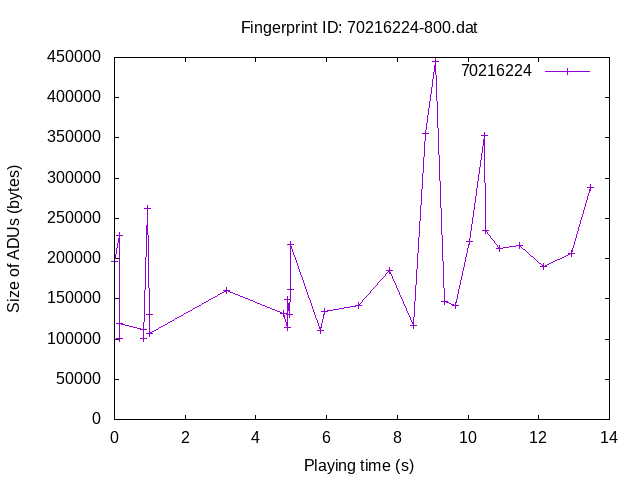 Fingerprint ID: 70216224-800.dat
70216224
Size of ADUs (bytes)
450000
400000
350000
300000
250000
200000
150000
100000
50000
0
0 2 4 6 8 10 12 14
Playing time (s)